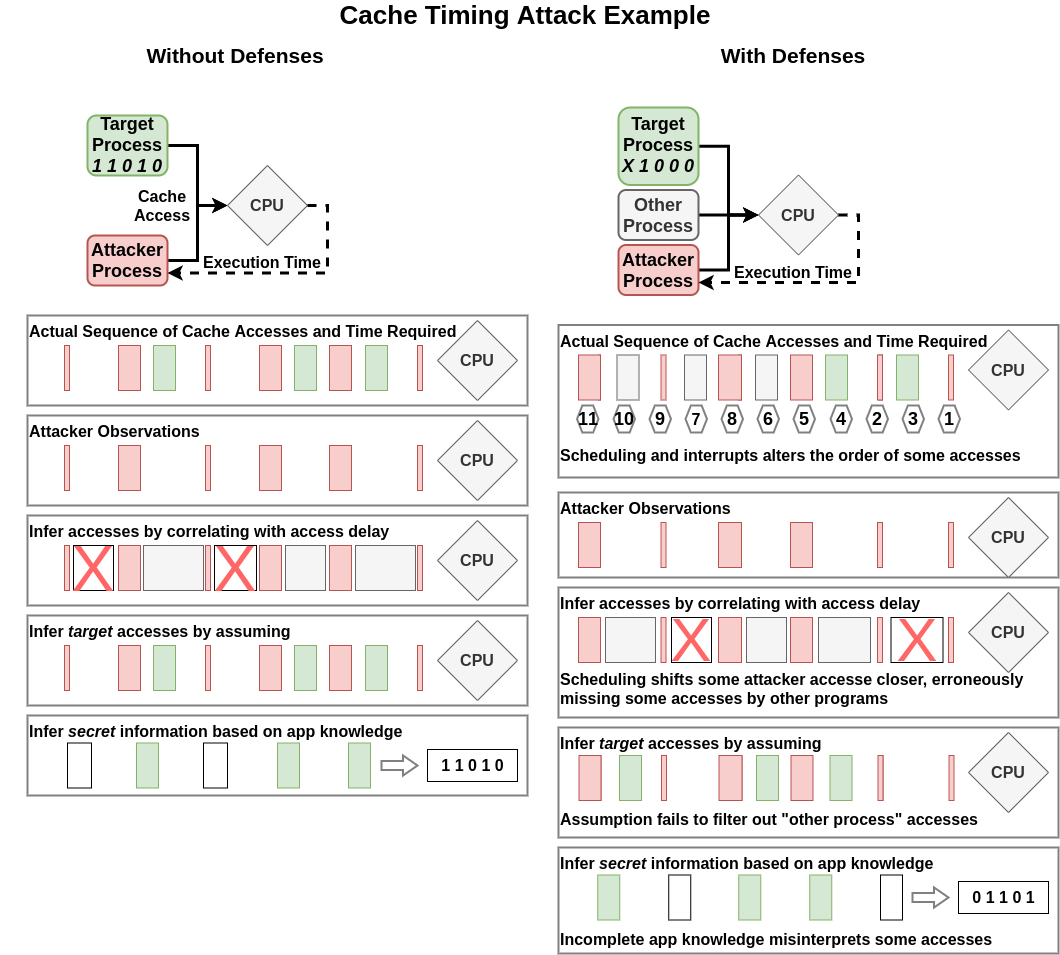 Cache Timing Attack Example
Without Defenses
Target
Process
1 1 0 1 0
Cache
Access
CPU
Attacker
Process
Execution Time
Actual Sequence of Cache Accesses and Time Required
CPU
Attacker Observations
CPU
Infer accesses by correlating with access delay
CPU
Infer target accesses by assuming
CPU
Infer secret information based on app knowledge
1 1 0 1 0
With Defenses
Target
Process
X 1 0 0 0
Other
Process
CPU
Attacker
Process
Execution Time
Actual Sequence of Cache Accesses and Time Required
CPU
11 10 9 7 8 6 5 4 2 3 1
Scheduling and interrupts alters the order of some accesses
Attacker Observations
CPU
Infer accesses by correlating with access delay
CPU
Scheduling shifts some attacker accesse closer, erroneously
missing some accesses by other programs
Infer target accesses by assuming
CPU
Assumption fails to filter out "other process" accesses
Infer secret information based on app knowledge
0 1 1 0 1
Incomplete app knowledge misinterprets some accesses